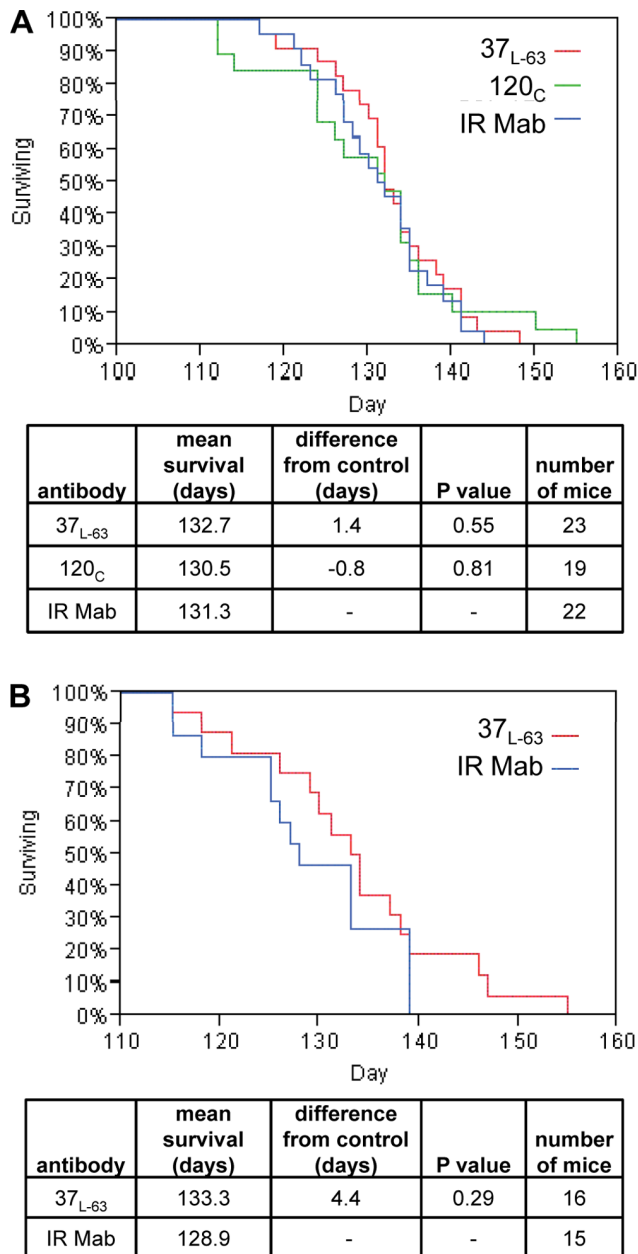 A
100%
90%
80%
70%
60%
50%
40%
30%
20%
10%
0%
Surviving
37L-63
120C
IR Mab
100 120 130 140 150 160
Day
antibody mean survival (days) difference from control (days) P value number of mice
37L-63 132.7 1.4 0.55 23
120C 130.5 -0.8 0.81 19
IR Mab 131.3 - - 22
B
100%
90%
80%
70%
60%
50%
40%
30%
20%
10%
0%
Surviving
37L-63
IR Mab
110 120 130 140 150 160
Day
antibody mean survival (days) difference from control (days) P value number of mice
37L-63 133.3 4.4 0.29 16
IR Mab 128.9 - - 15